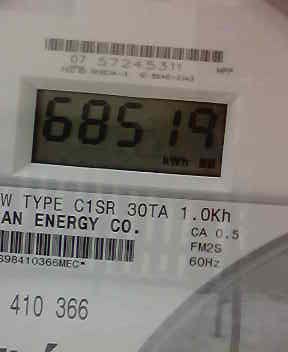 07 57245311
68519
kWh
W TYPE C1SR 30TA 1.0Kh
AN ENERGY CO.
CA 0.5
FM2S
S98410366MEC-
60Hz
410 366